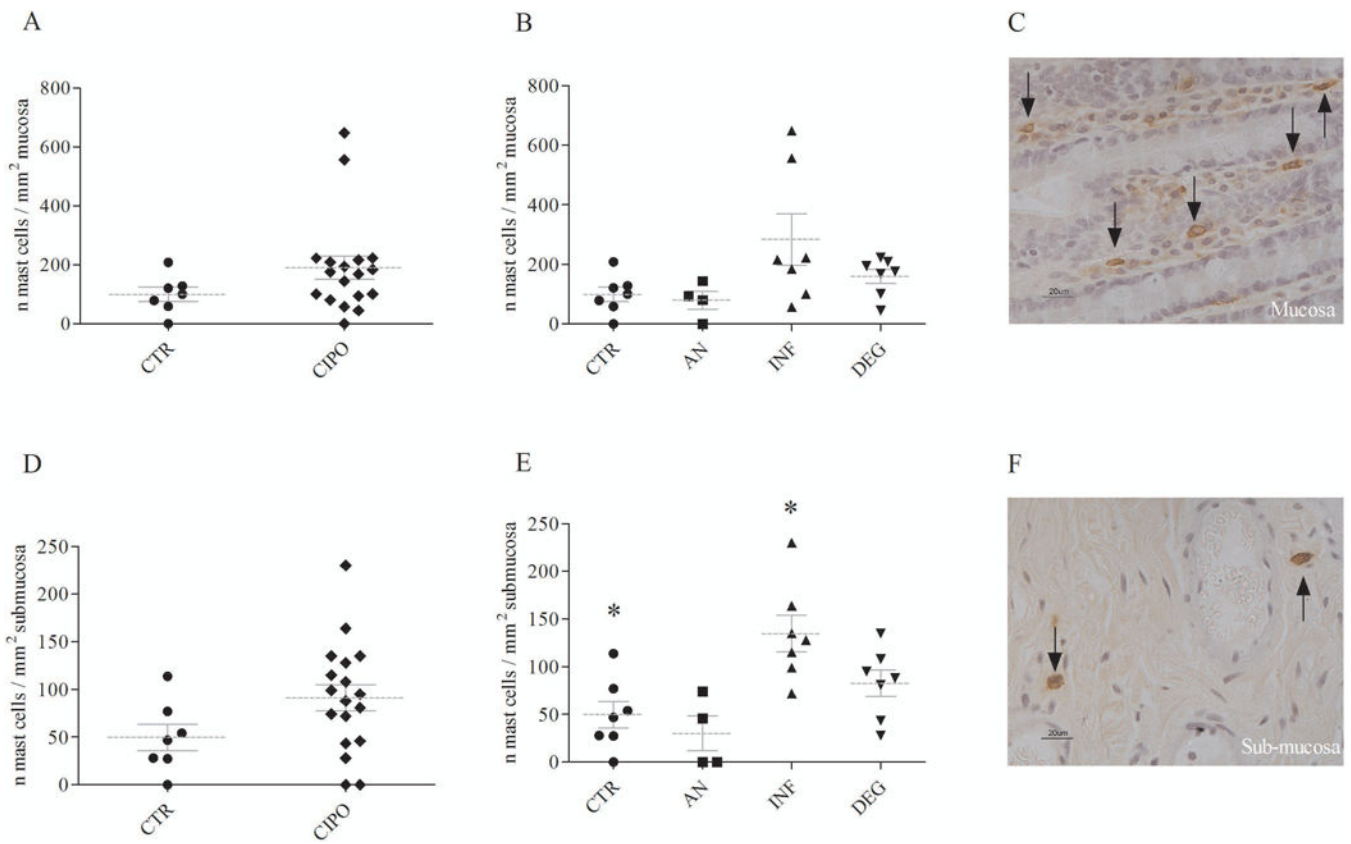 A
B
C
n mast cells / mm² mucosa
800
600
400
200
0
CTR
CIPO
n mast cells / mm² mucosa
800
600
400
200
0
CTR
AN
INF
DEG
20um
Mucosa
D
E
F
n mast cells / mm² submucosa
250
200
150
100
50
0
CTR
CIPO
n mast cells / mm² submucosa
250
200
150
100
50
0
*
*
CTR
AN
INF
DEG
20um
Sub-mucosa